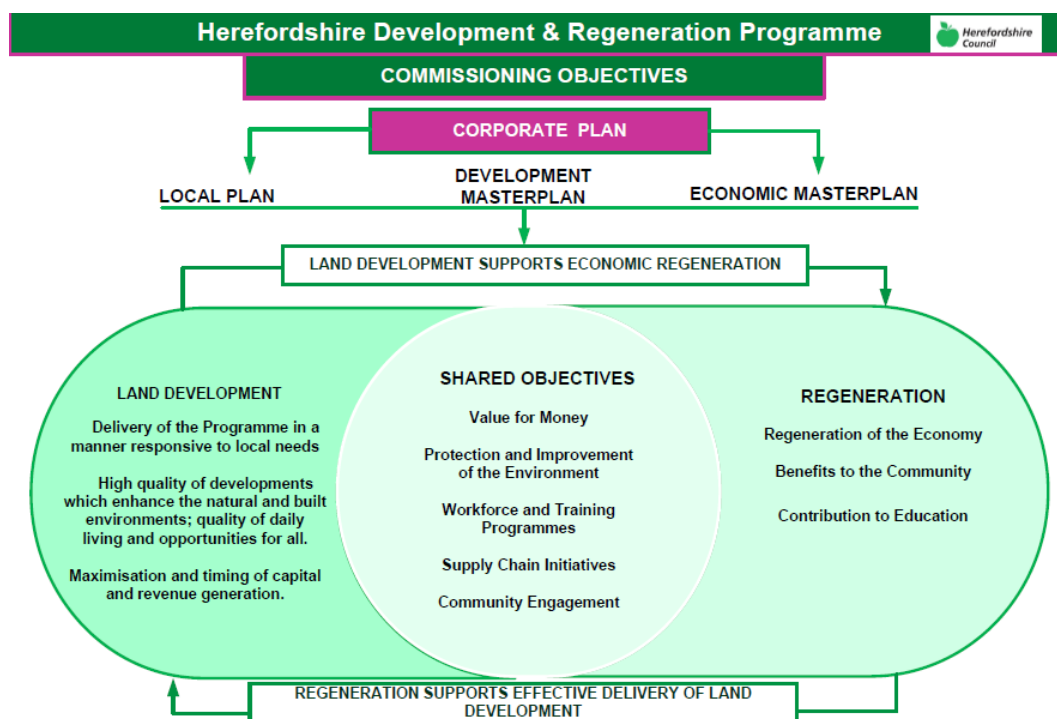 Herefordshire Development & Regeneration Programme
Herefordshire
Council
COMMISSIONING OBJECTIVES
CORPORATE PLAN
LOCAL PLAN
DEVELOPMENT
MASTERPLAN
ECONOMIC MASTERPLAN
LAND DEVELOPMENT SUPPORTS ECONOMIC REGENERATION
LAND DEVELOPMENT
Delivery of the Programme in a
manner responsive to local needs
High quality of developments
which enhance the natural and built
environments; quality of daily
living and opportunities for all.
Maximisation and timing of capital
and revenue generation.
SHARED OBJECTIVES
Value for Money
Protection and Improvement
of the Environment
Workforce and Training
Programmes
Supply Chain Initiatives
Community Engagement
REGENERATION
Regeneration of the Economy
Benefits to the Community
Contribution to Education
REGENERATION SUPPORTS EFFECTIVE DELIVERY OF LAND
DEVELOPMENT